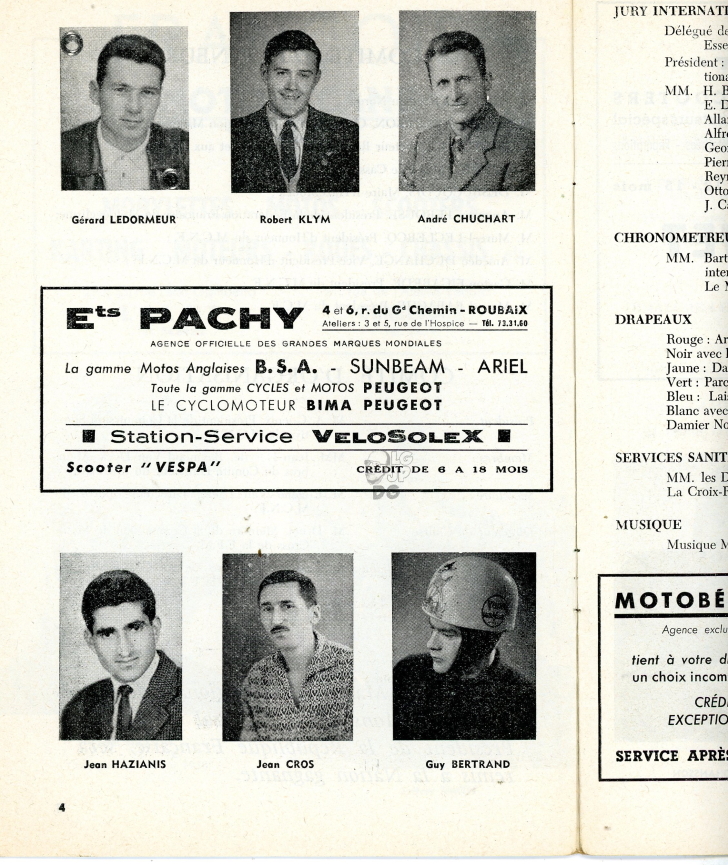 Gérard LEDORMEUR
Robert KLYM
André CHUCHART
Ets PACHY
4 et 6, r. du Gd Chemin - ROUBAIX
Ateliers : 3 et 5, rue de l'Hospice — Tél. 73.31.60
AGENCE OFFICIELLE DES GRANDES MARQUES MONDIALES
La gamme Motos Anglaises B.S.A. - SUNBEAM - ARIEL
Toute la gamme CYCLES et MOTOS PEUGEOT
LE CYCLOMOTEUR BIMA PEUGEOT
Station-Service VELOSOLEX
Scooter "VESPA"
CRÉDIT DE 6 A 18 MOIS
Jean HAZIANIS
Jean CROS
Guy BERTRAND
4
JURY INTERNATI
Délégué de
Esse
Président :
tiona
MM. H. B
E. D
Alla
Alfre
Geo
Pier
Rey
Otto
J. C
CHRONOMETREU
MM. Bart
inter
Le M
DRAPEAUX
Rouge : Ar
Noir avec
Jaune : Da
Vert : Parc
Bleu : Lai
Blanc avec
Damier No
SERVICES SANIT
MM. les D
La Croix-
MUSIQUE
Musique M
MOTOBÉ
Agence exclu
tient à votre d
un choix incom
CRÉD
EXCEPTIO
SERVICE APRÈS